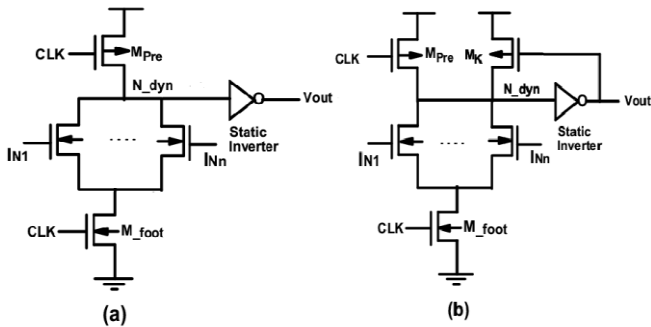 CLK
MPre
N_dyn
Vout
Static
Inverter
IN1
....
INn
CLK
M_foot
(a)
CLK
MPre
MK
N_dyn
Vout
Static
Inverter
IN1
....
INn
CLK
M_foot
(b)